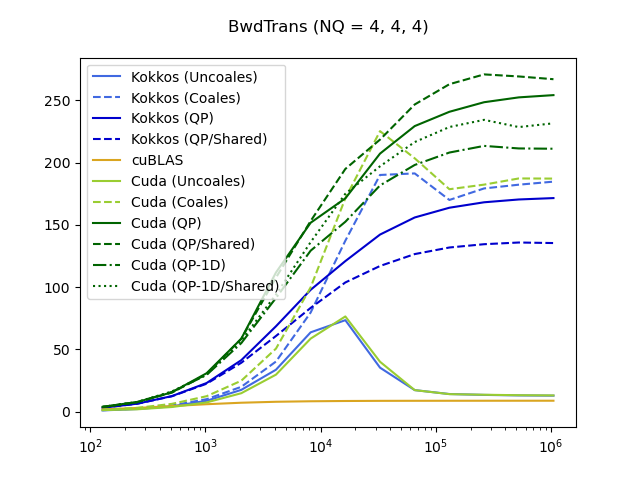 BwdTrans (NQ = 4, 4, 4)
Kokkos (Uncoales)
Kokkos (Coales)
Kokkos (QP)
Kokkos (QP/Shared)
cuBLAS
Cuda (Uncoales)
Cuda (Coales)
Cuda (QP)
Cuda (QP/Shared)
Cuda (QP-1D)
Cuda (QP-1D/Shared)
250
200
150
100
50
0
10²
10³
10⁴
10⁵
10⁶